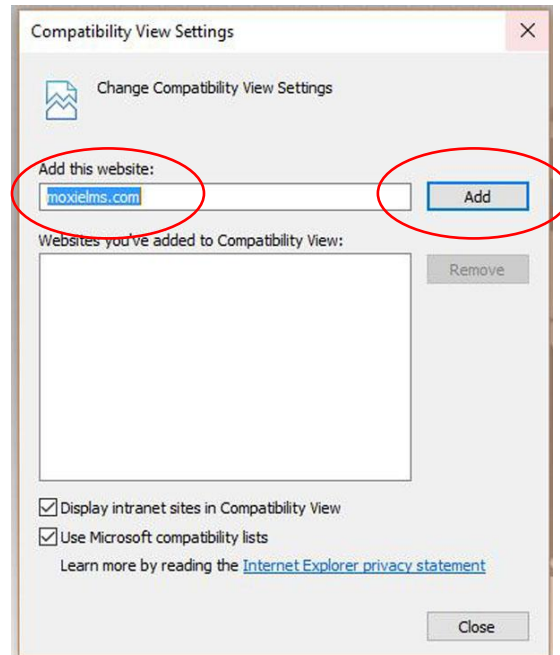 Compatibility View Settings
Change Compatibility View Settings
Add this website:
moxielms.com
Add
Websites you've added to Compatibility View:
Remove
Display intranet sites in Compatibility View
Use Microsoft compatibility lists
Learn more by reading the Internet Explorer privacy statement
Close